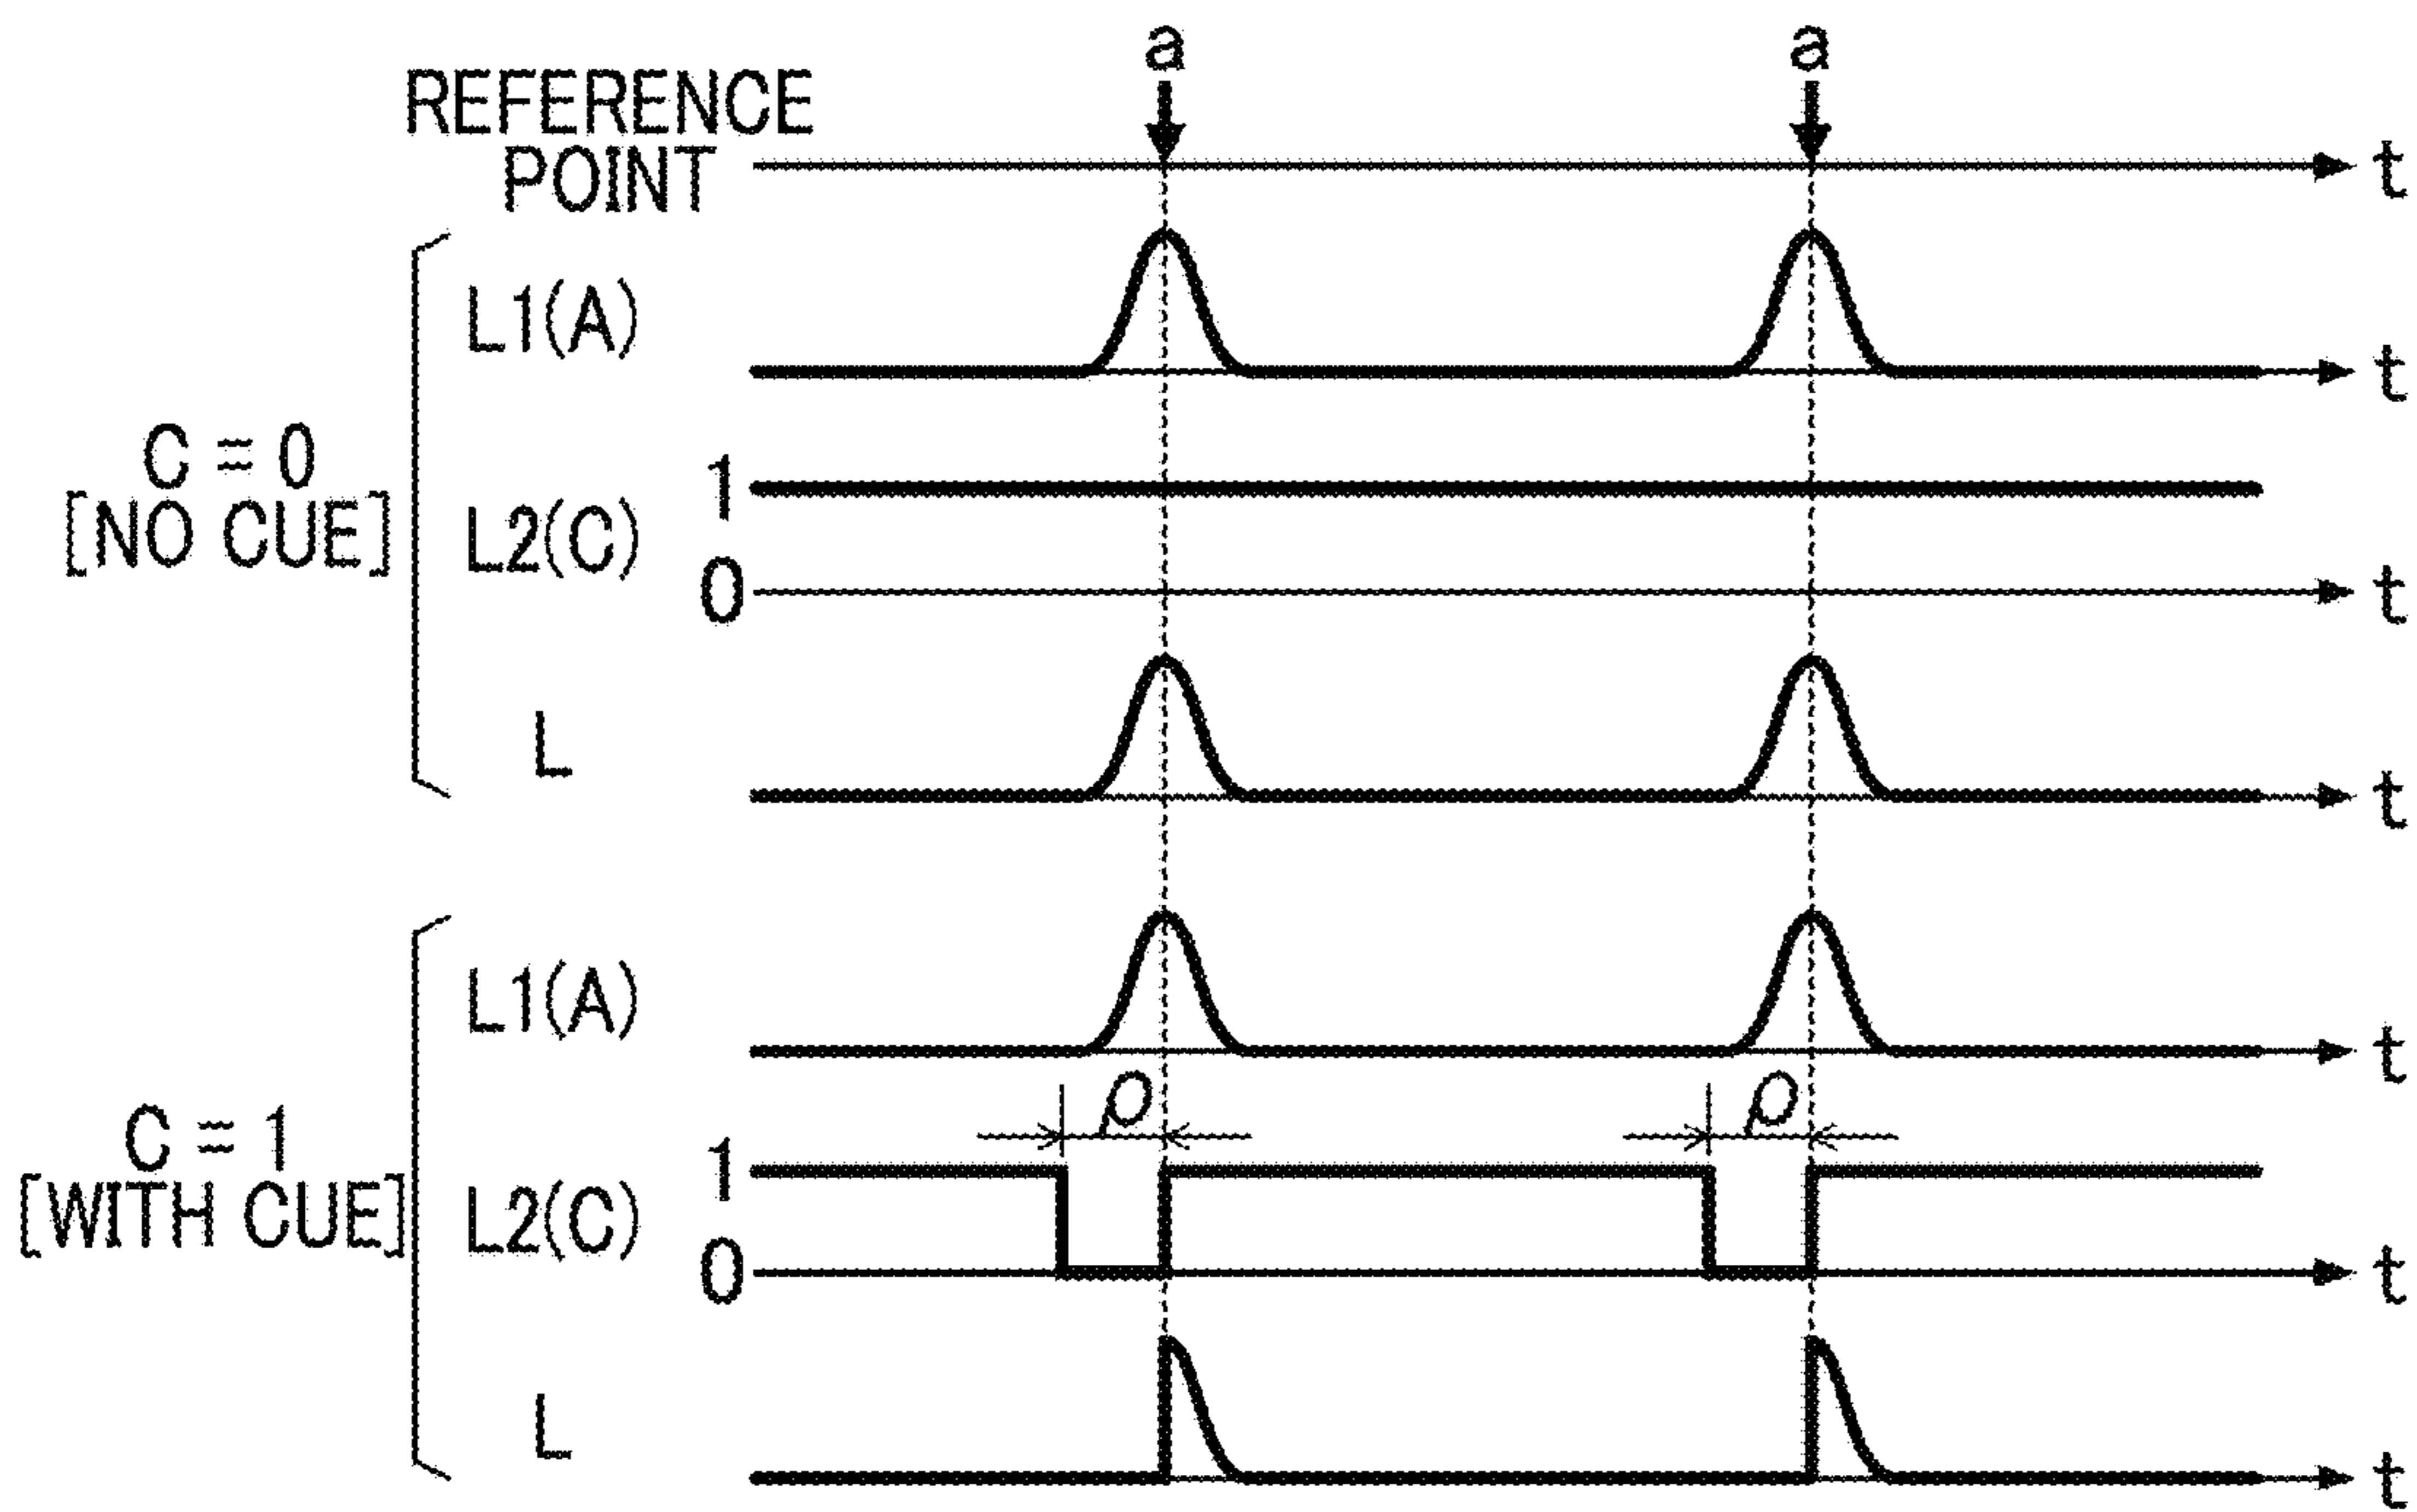 a a
REFERENCE
POINT
t
L1(A)
t
C = 0
[NO CUE]
L2(C)
1
0
t
L
t
L1(A)
t
ρ ρ
C = 1
[WITH CUE]
L2(C)
1
0
t
L
t